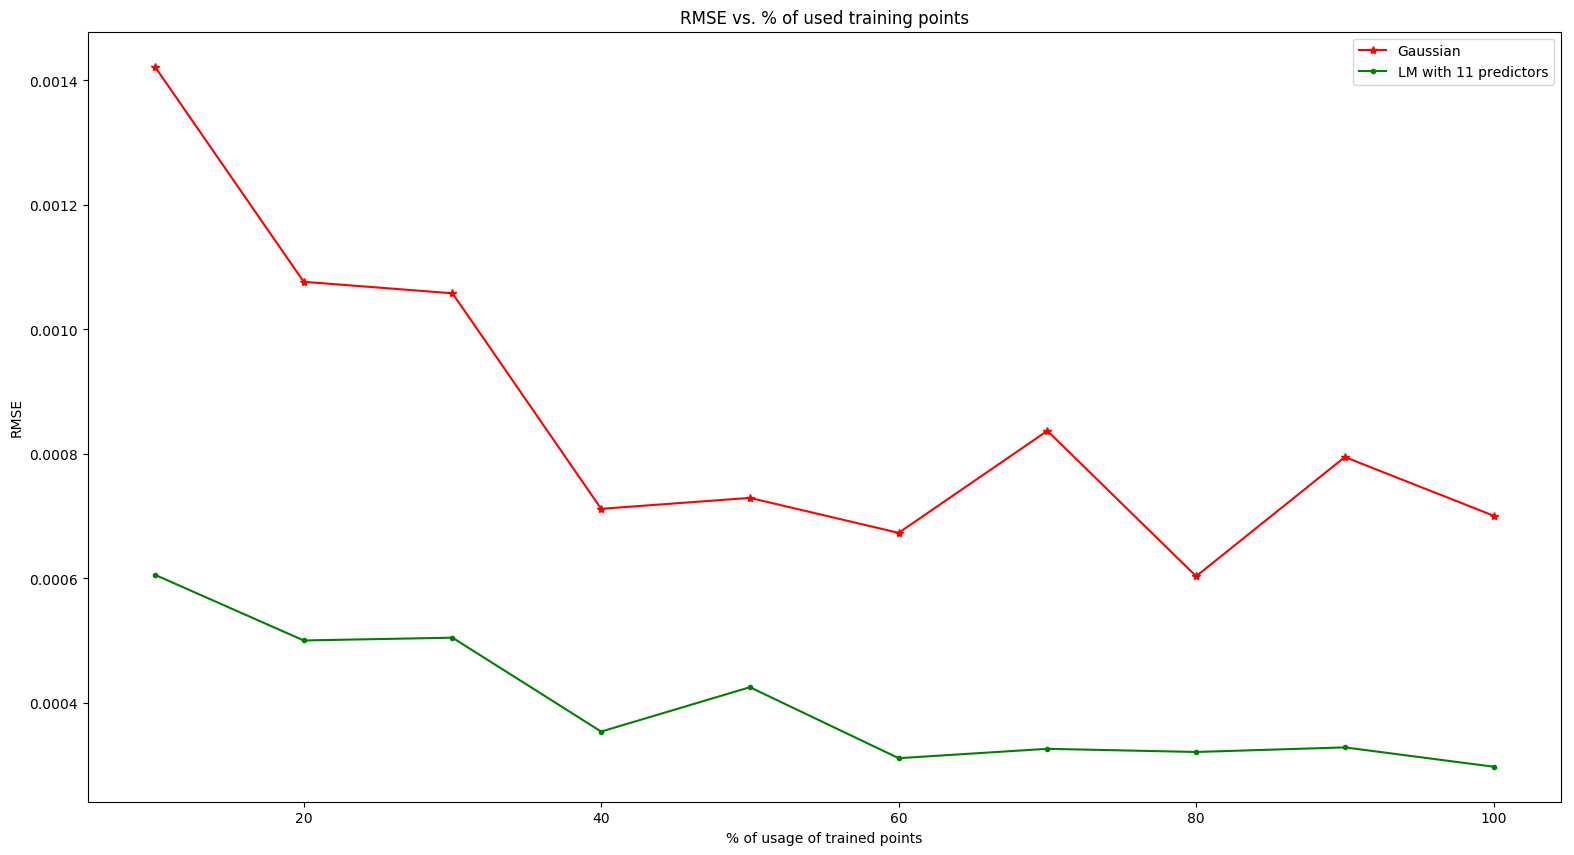 RMSE vs. % of used training points
Gaussian
LM with 11 predictors
0.0014
0.0012
0.0010
0.0008
0.0006
0.0004
RMSE
20
40
60
80
100
% of usage of trained points